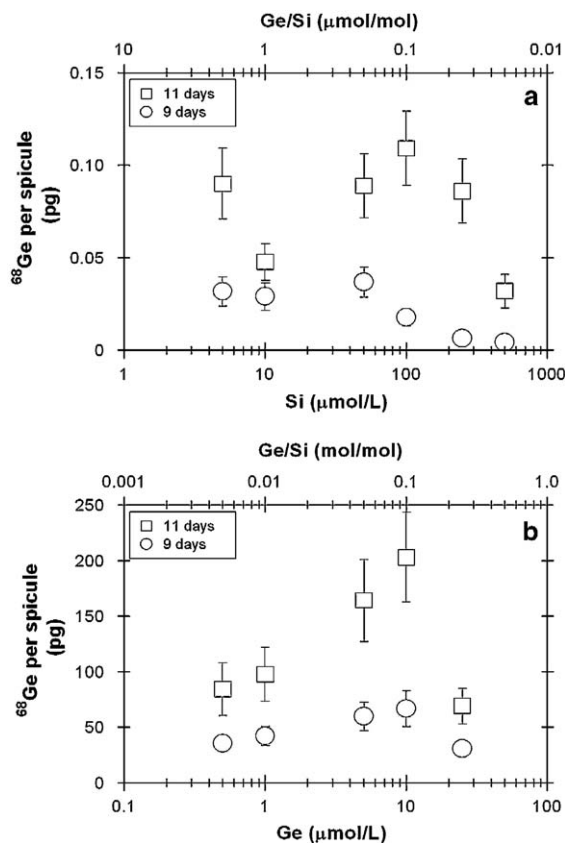 Ge/Si (μmol/mol)
10 1 0.1 0.01
0.15
11 days
9 days
a
0.10
0.05
0
⁶⁸Ge per spicule
(pg)
1 10 100 1000
Si (μmol/L)
Ge/Si (mol/mol)
0.001 0.01 0.1 1.0
250
11 days
9 days
b
200
150
100
50
0
⁶⁸Ge per spicule
(pg)
0.1 1 10 100
Ge (μmol/L)